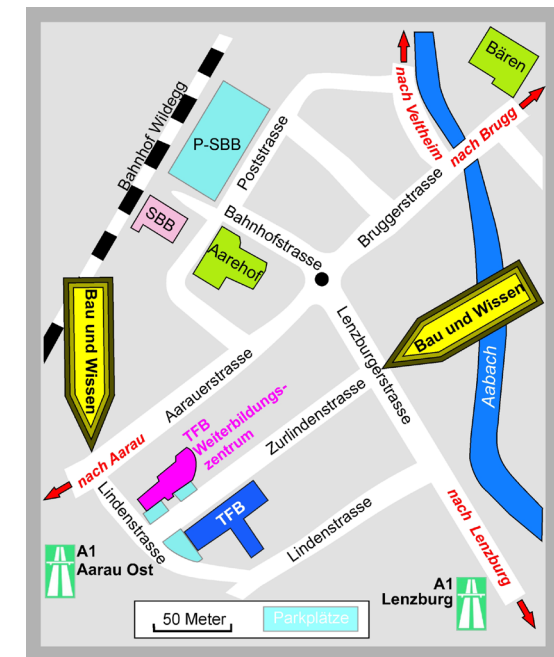 Bären
nach Veltheim
nach Brugg
Bahnhof Wildegg
P-SBB
Poststrasse
SBB
Bahnhofstrasse
Bruggerstrasse
Aarehof
Bau und Wissen
Bau und Wissen
Lenzburgerstrasse
Aabach
Aarauerstrasse
TFB
Weiterbildungs-
zentrum
Zurlindenstrasse
nach Aarau
Lindenstrasse
TFB
Lindenstrasse
nach Lenzburg
A1
Aarau Ost
A1
Lenzburg
50 Meter
Parkplätze